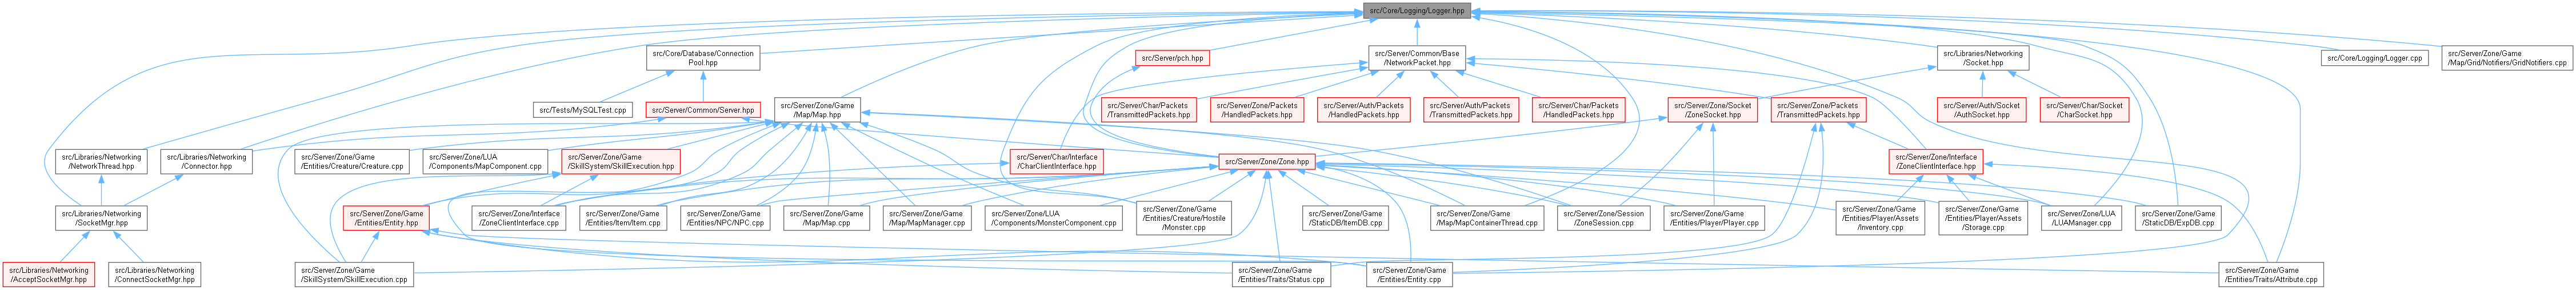 src/Core/Logging/Logger.hpp
src/Core/Database/Connection
Pool.hpp
src/Server/pch.hpp
src/Server/Common/Base
/NetworkPacket.hpp
src/Libraries/Networking
/Socket.hpp
src/Core/Logging/Logger.cpp
src/Server/Zone/Game
/Map/Grid/Notifiers/GridNotifiers.cpp
src/Tests/MySQLTest.cpp
src/Server/Common/Server.hpp
src/Server/Zone/Game
/Map/Map.hpp
src/Server/Char/Packets
/TransmittedPackets.hpp
src/Server/Zone/Packets
/HandledPackets.hpp
src/Server/Auth/Packets
/HandledPackets.hpp
src/Server/Auth/Packets
/TransmittedPackets.hpp
src/Server/Char/Packets
/HandledPackets.hpp
src/Server/Zone/Socket
/ZoneSocket.hpp
src/Server/Zone/Packets
/TransmittedPackets.hpp
src/Server/Auth/Socket
/AuthSocket.hpp
src/Server/Char/Socket
/CharSocket.hpp
src/Libraries/Networking
/NetworkThread.hpp
src/Libraries/Networking
/Connector.hpp
src/Server/Zone/Game
/Entities/Creature/Creature.cpp
src/Server/Zone/LUA
/Components/MapComponent.cpp
src/Server/Zone/Game
/SkillSystem/SkillExecution.hpp
src/Server/Char/Interface
/CharClientInterface.hpp
src/Server/Zone/Zone.hpp
src/Server/Zone/Interface
/ZoneClientInterface.hpp
src/Libraries/Networking
/SocketMgr.hpp
src/Server/Zone/Game
/Entities/Entity.hpp
src/Server/Zone/Interface
/ZoneClientInterface.cpp
src/Server/Zone/Game
/Entities/Item/Item.cpp
src/Server/Zone/Game
/Entities/NPC/NPC.cpp
src/Server/Zone/Game
/Map/Map.cpp
src/Server/Zone/Game
/Map/MapManager.cpp
src/Server/Zone/LUA
/Components/MonsterComponent.cpp
src/Server/Zone/Game
/Entities/Creature/Hostile
/Monster.cpp
src/Server/Zone/Game
/StaticDB/ItemDB.cpp
src/Server/Zone/Game
/Map/MapContainerThread.cpp
src/Server/Zone/Session
/ZoneSession.cpp
src/Server/Zone/Game
/Entities/Player/Player.cpp
src/Server/Zone/Game
/Entities/Player/Assets
/Inventory.cpp
src/Server/Zone/Game
/Entities/Player/Assets
/Storage.cpp
src/Server/Zone/LUA
/LUAManager.cpp
src/Server/Zone/Game
/StaticDB/ExpDB.cpp
src/Libraries/Networking
/AcceptSocketMgr.hpp
src/Libraries/Networking
/ConnectSocketMgr.hpp
src/Server/Zone/Game
/SkillSystem/SkillExecution.cpp
src/Server/Zone/Game
/Entities/Traits/Status.cpp
src/Server/Zone/Game
/Entities/Entity.cpp
src/Server/Zone/Game
/Entities/Traits/Attribute.cpp